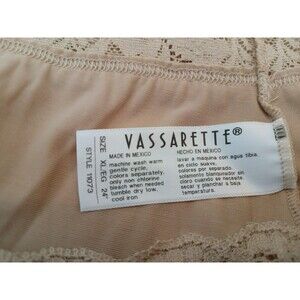 VASSARETTE®
MADE IN MEXICO
machine wash warm
gentle cycle,
colors separately.
only non chlorine
bleach when needed
tumble dry low,
cool iron
HECHO EN MEXICO
lavar a maquina con agua tibia.
en ciclo suave,
colores por separado.
solamente blanqueador sin
cloro cuando se necesite
secar y planchar a baja
temperatura.
SIZE XL/EG 24"
STYLE 11073